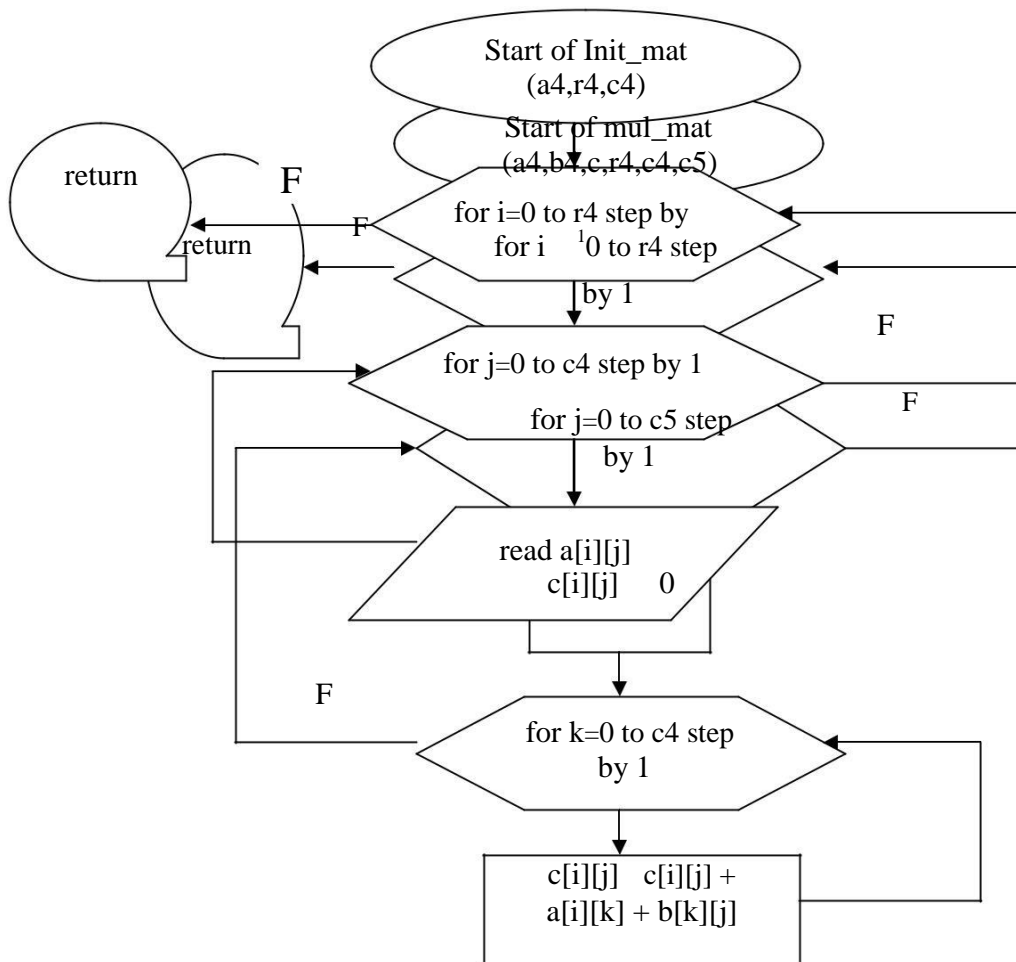 Start of Init_mat
(a4,r4,c4)
Start of mul_mat
(a4,b4,c,r4,c4,c5)
return
F
return
F
for i=0 to r4 step by
for i 10 to r4 step
by 1
F
for j=0 to c4 step by 1
F
for j=0 to c5 step
by 1
read a[i][j]
c[i][j] 0
F
for k=0 to c4 step
by 1
c[i][j] c[i][j] +
a[i][k] + b[k][j]